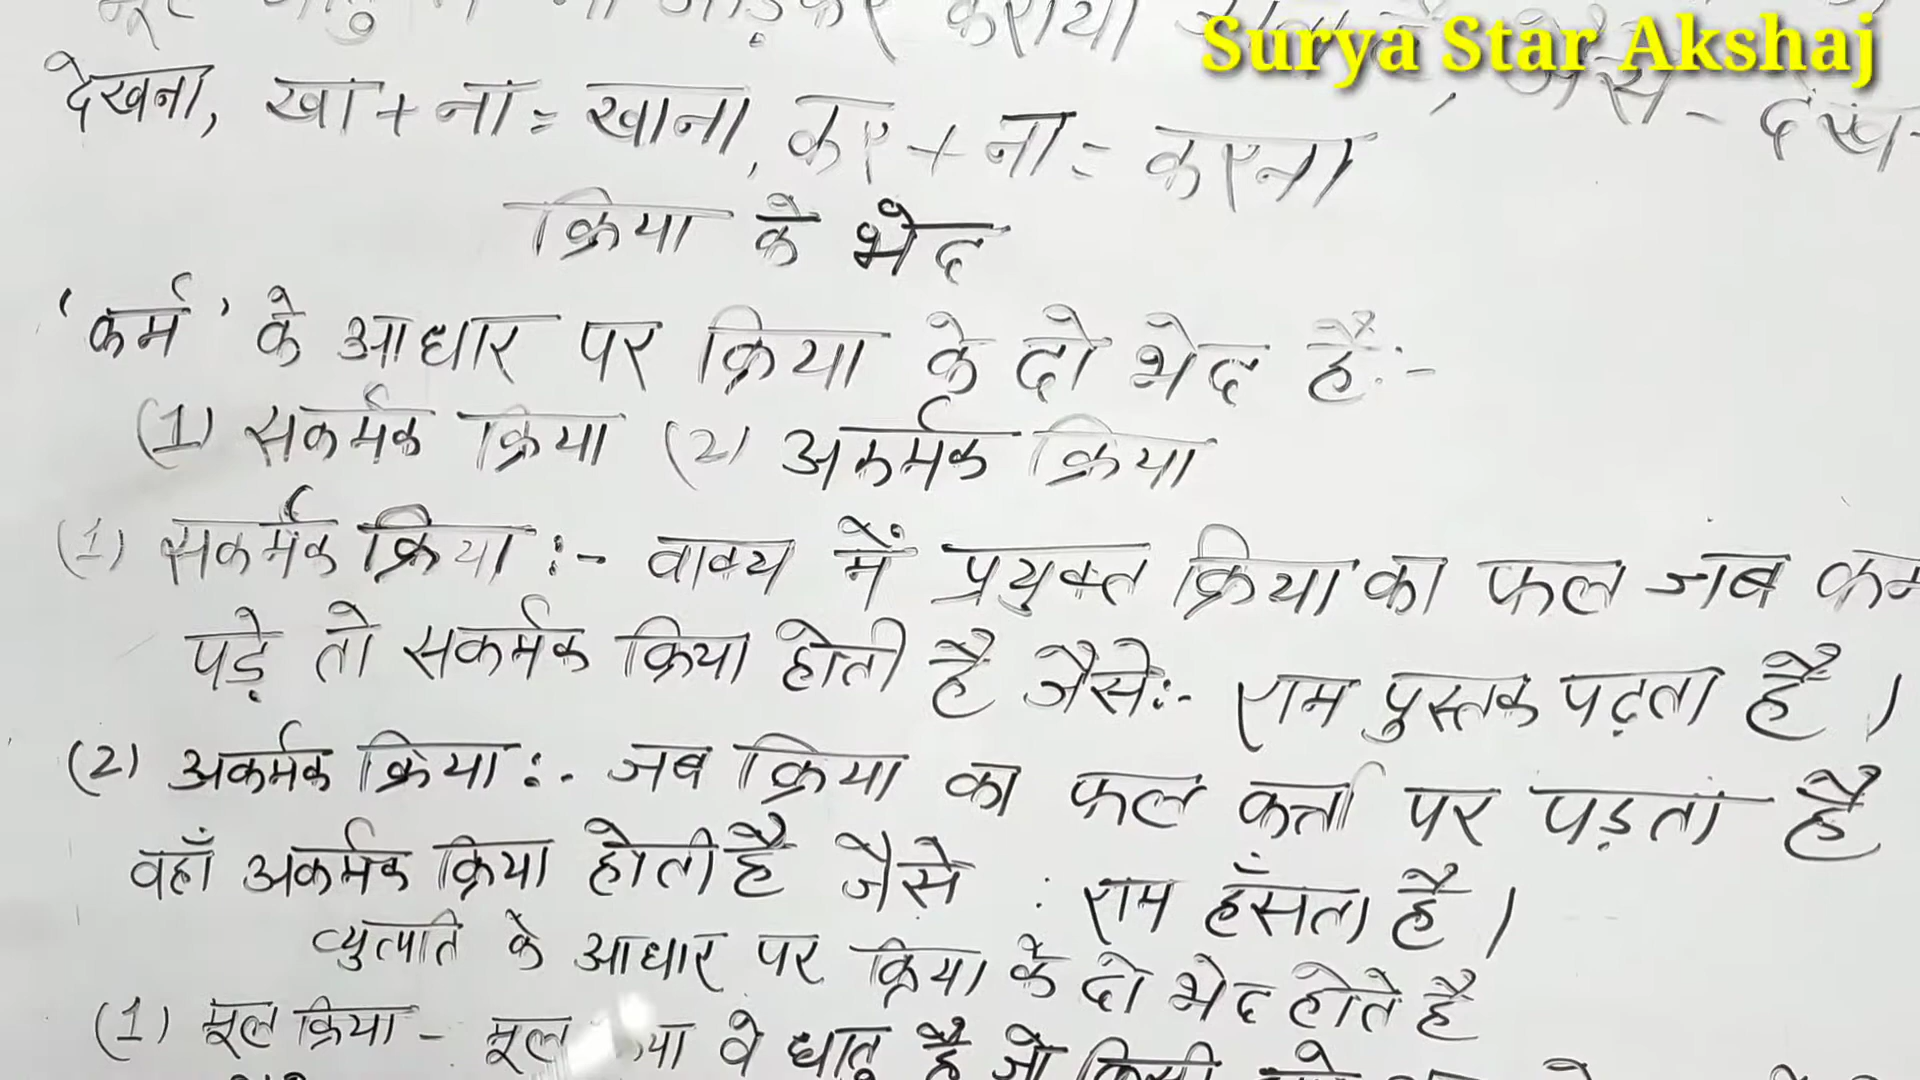 Surya Star Akshaj
जोड़कर कराया
जैसे - देख
देखना, खा + ना = खाना, कर + ना = करना
क्रिया के भेद
'कर्म' के आधार पर क्रिया के दो भेद हैं:-
(1) सकर्मक क्रिया (2) अकर्मक क्रिया
(1) सकर्मक क्रिया :- वाक्य में प्रयुक्त क्रिया का फल जब
पड़े तो सकर्मक क्रिया होती है जैसे:- राम पुस्तक पढ़ता है।
(2) अकर्मक क्रिया :- जब क्रिया का फल कर्त्ता पर पड़ता है
वहाँ अकर्मक क्रिया होती है जैसे : राम हँसता है।
व्युत्पति के आधार पर क्रिया के दो भेद होते है
(1) मूल क्रिया - मूल वे धातु है जो किसी